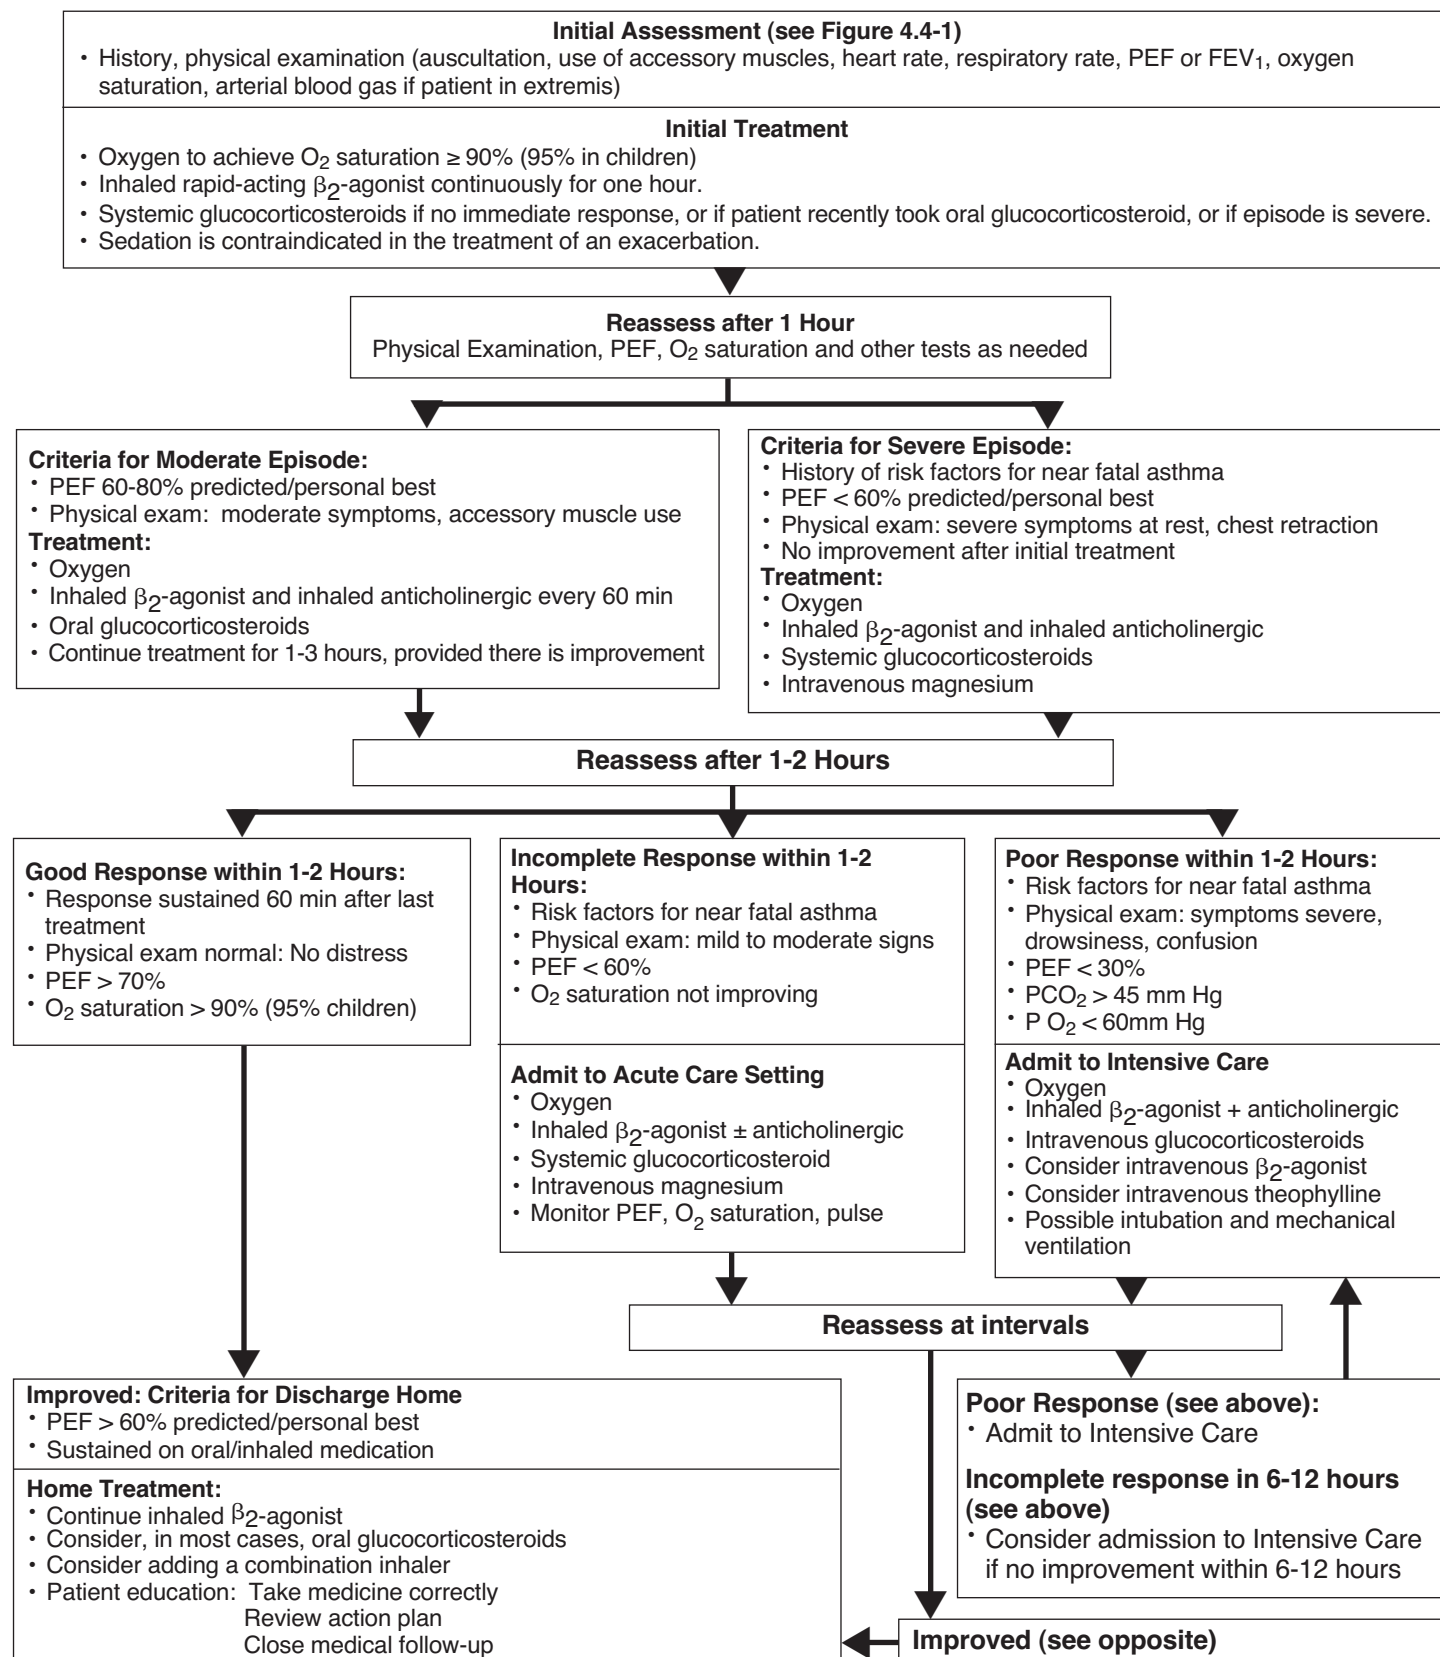 Initial Assessment (see Figure 4.4-1)
• History, physical examination (auscultation, use of accessory muscles, heart rate, respiratory rate, PEF or FEV₁, oxygen
saturation, arterial blood gas if patient in extremis)
Initial Treatment
• Oxygen to achieve O₂ saturation ≥ 90% (95% in children)
• Inhaled rapid-acting β₂-agonist continuously for one hour.
• Systemic glucocorticosteroids if no immediate response, or if patient recently took oral glucocorticosteroid, or if episode is severe.
• Sedation is contraindicated in the treatment of an exacerbation.
Reassess after 1 Hour
Physical Examination, PEF, O₂ saturation and other tests as needed
Criteria for Moderate Episode:
• PEF 60-80% predicted/personal best
• Physical exam: moderate symptoms, accessory muscle use
Treatment:
• Oxygen
• Inhaled β₂-agonist and inhaled anticholinergic every 60 min
• Oral glucocorticosteroids
• Continue treatment for 1-3 hours, provided there is improvement
Criteria for Severe Episode:
• History of risk factors for near fatal asthma
• PEF < 60% predicted/personal best
• Physical exam: severe symptoms at rest, chest retraction
• No improvement after initial treatment
Treatment:
• Oxygen
• Inhaled β₂-agonist and inhaled anticholinergic
• Systemic glucocorticosteroids
• Intravenous magnesium
Reassess after 1-2 Hours
Good Response within 1-2 Hours:
• Response sustained 60 min after last
treatment
• Physical exam normal: No distress
• PEF > 70%
• O₂ saturation > 90% (95% children)
Incomplete Response within 1-2
Hours:
• Risk factors for near fatal asthma
• Physical exam: mild to moderate signs
• PEF < 60%
• O₂ saturation not improving
Admit to Acute Care Setting
• Oxygen
• Inhaled β₂-agonist ± anticholinergic
• Systemic glucocorticosteroid
• Intravenous magnesium
• Monitor PEF, O₂ saturation, pulse
Poor Response within 1-2 Hours:
• Risk factors for near fatal asthma
• Physical exam: symptoms severe,
drowsiness, confusion
• PEF < 30%
• PCO₂ > 45 mm Hg
• P O₂ < 60mm Hg
Admit to Intensive Care
• Oxygen
• Inhaled β₂-agonist + anticholinergic
• Intravenous glucocorticosteroids
• Consider intravenous β₂-agonist
• Consider intravenous theophylline
• Possible intubation and mechanical
ventilation
Reassess at intervals
Improved: Criteria for Discharge Home
• PEF > 60% predicted/personal best
• Sustained on oral/inhaled medication
Home Treatment:
• Continue inhaled β₂-agonist
• Consider, in most cases, oral glucocorticosteroids
• Consider adding a combination inhaler
• Patient education: Take medicine correctly
Review action plan
Close medical follow-up
Poor Response (see above):
• Admit to Intensive Care
Incomplete response in 6-12 hours
(see above)
• Consider admission to Intensive Care
if no improvement within 6-12 hours
Improved (see opposite)